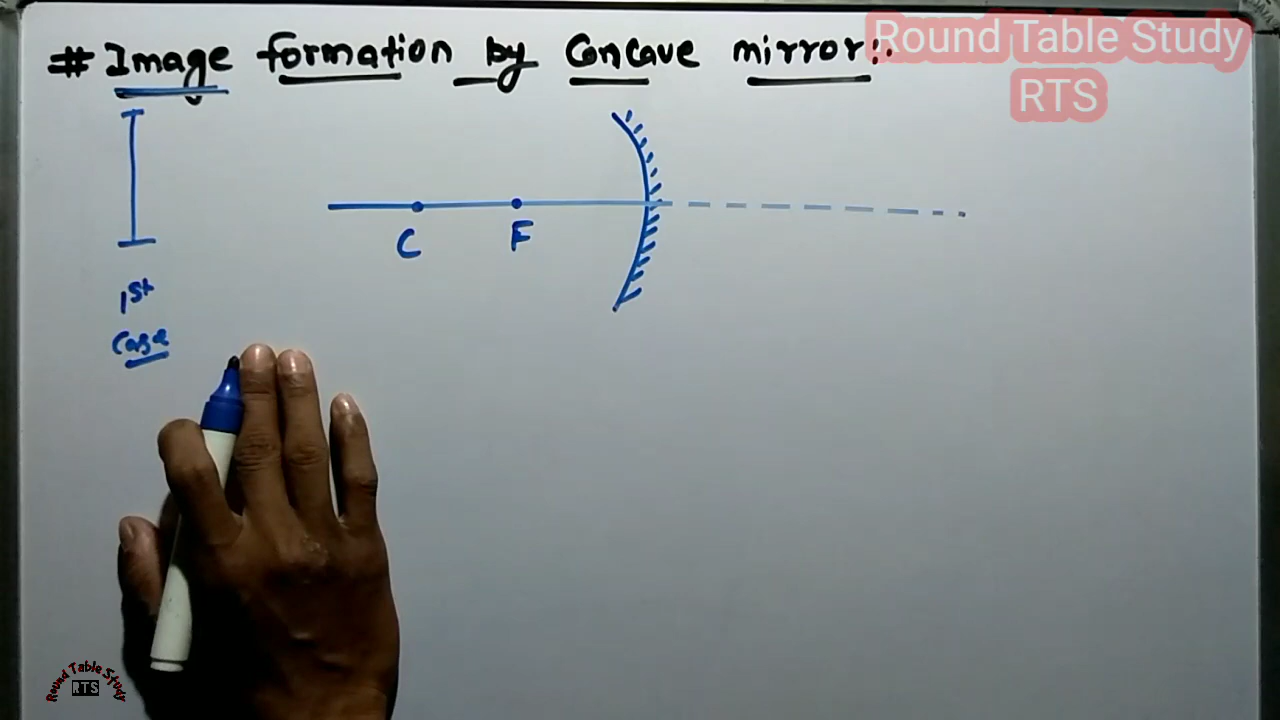 # Image formation by Concave mirror:.
Round Table Study
RTS
C
F
1st
Case
Round Table Study
RTS